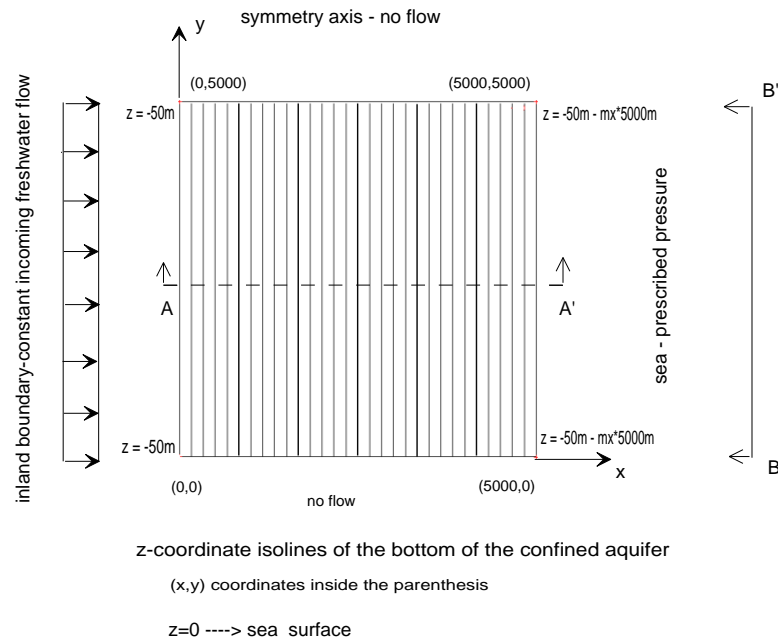 symmetry axis - no flow
y
(0,5000)
(5000,5000)
B'
z = -50m
z = -50m - mx*5000m
inland boundary-constant incoming freshwater flow
sea - prescribed pressure
A
A'
z = -50m
z = -50m - mx*5000m
B
x
(0,0)
(5000,0)
no flow
z-coordinate isolines of the bottom of the confined aquifer
(x,y) coordinates inside the parenthesis
z=0 ----> sea surface